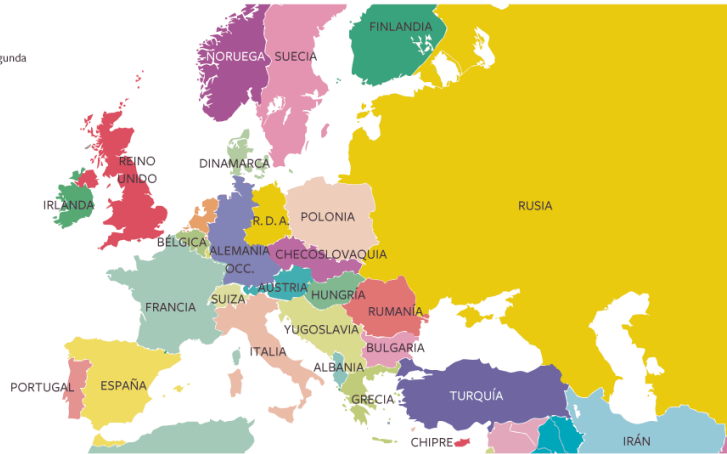 FINLANDIA
NORUEGA
SUECIA
gunda
DINAMARCA
REINO
UNIDO
IRLANDA
RUSIA
R.D.A.
POLONIA
BÉLGICA
ALEMANIA
OCC.
CHECOSLOVAQUIA
AUSTRIA
HUNGRÍA
SUIZA
FRANCIA
RUMANÍA
YUGOSLAVIA
BULGARIA
ITALIA
ALBANIA
PORTUGAL
ESPAÑA
GRECIA
TURQUÍA
CHIPRE
IRÁN